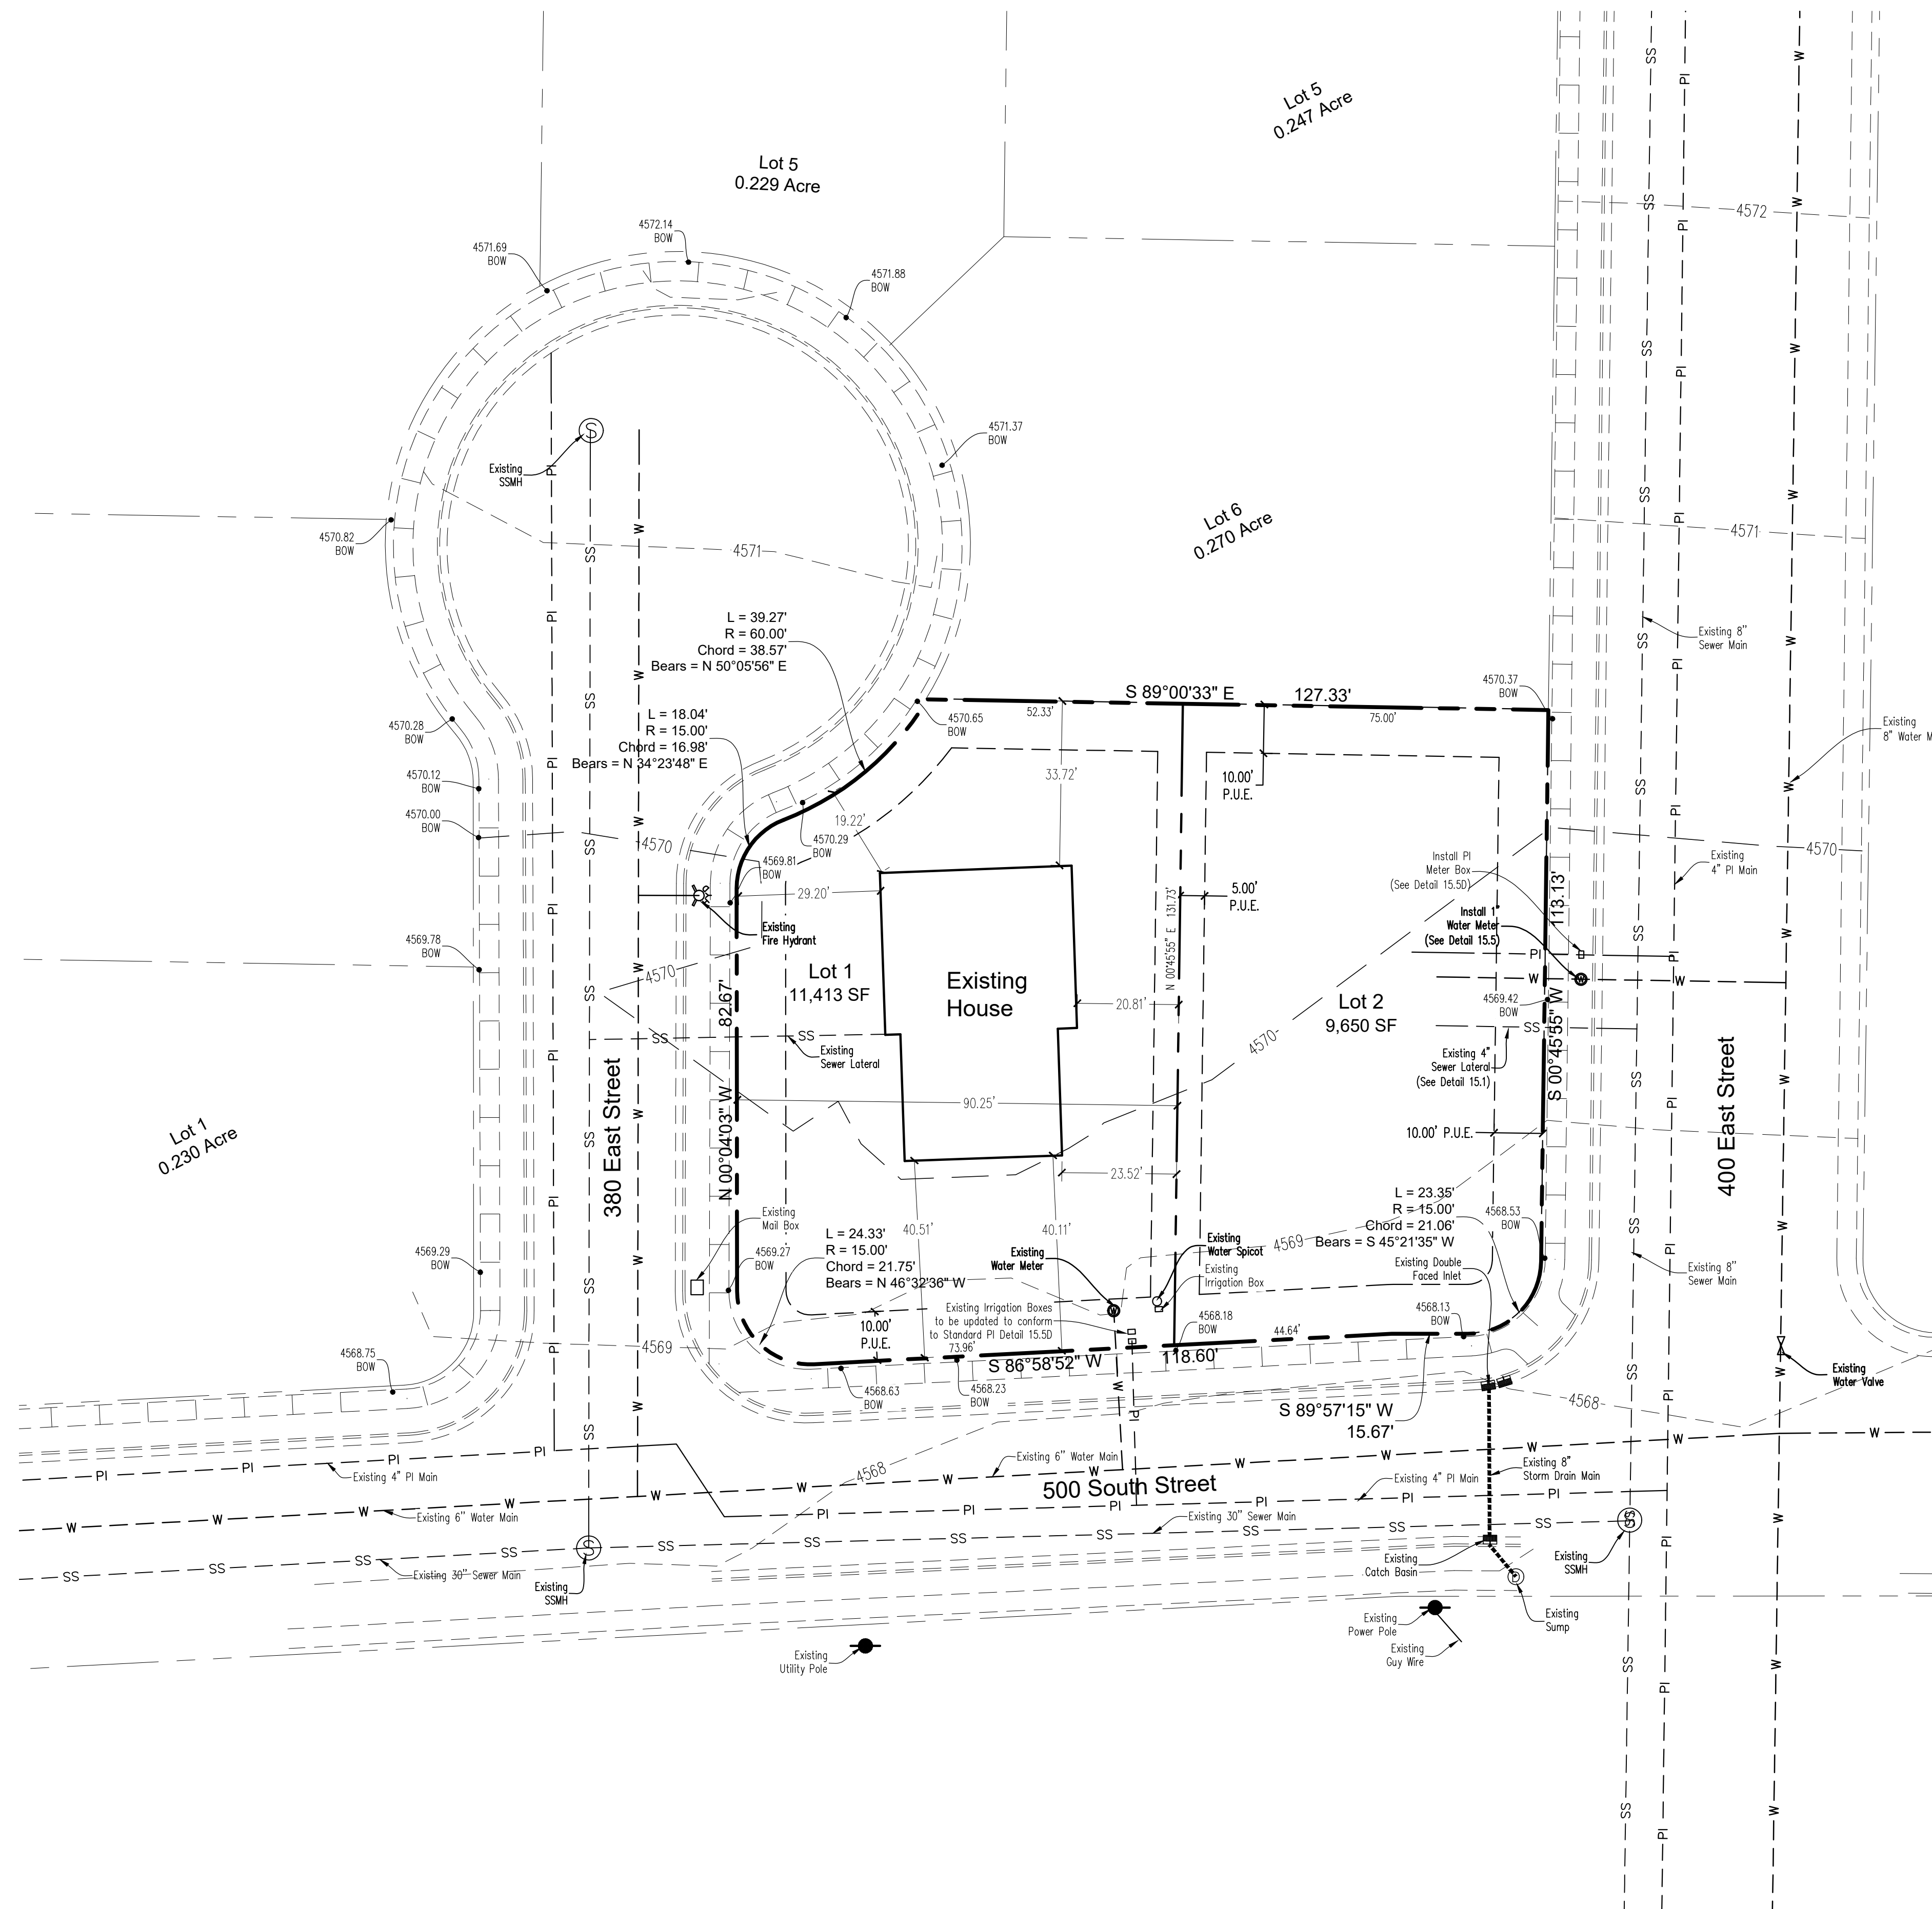 Lot 5
0.247 Acre
Lot 5
0.229 Acre
4572.14
BOW
4571.69
BOW
4571.88
BOW
4572
4571.37
BOW
Existing
SSMH
Lot 6
0.270 Acre
4570.82
BOW
4571
4571
L = 39.27'
R = 60.00'
Chord = 38.57'
Bears = N 50°05'56" E
Existing 8"
Sewer Main
L = 18.04'
R = 15.00'
Chord = 16.98'
Bears = N 34°23'48" E
4570.28
BOW
4570.65
BOW
S 89°00'33" E
127.33'
52.33'
75.00'
4570.37
BOW
Existing
8" Water M
4570.12
BOW
4570.00
BOW
33.72'
10.00'
P.U.E.
19.22'
4570.29
BOW
4570
4569.81
BOW
29.20'
5.00'
P.U.E.
N 00°45'55" E 131.73'
Install PI
Meter Box
(See Detail 15.5D)
Existing
4" PI Main
4570
Install 1"
Water Meter
(See Detail 15.5)
113.13'
S 00°45'55" W
Existing
Fire Hydrant
4569.78
BOW
4570
Lot 1
11,413 SF
Existing
House
20.81'
Lot 2
9,650 SF
4569.42
BOW
82.67'
N 00°04'03" W
Existing
Sewer Lateral
4570
Existing 4"
Sewer Lateral
(See Detail 15.1)
380 East Street
400 East Street
90.25'
10.00' P.U.E.
Lot 1
0.230 Acre
23.52'
Existing
Mail Box
40.51'
40.11'
L = 23.35'
R = 15.00'
Chord = 21.06'
Bears = S 45°21'35" W
4568.53
BOW
L = 24.33'
R = 15.00'
Chord = 21.75'
Bears = N 46°32'36" W
4569.29
BOW
4569.27
BOW
Existing
Water Meter
Existing
Water Spicot
Existing
Irrigation Box
4569
Existing Double
Faced Inlet
Existing 8"
Sewer Main
Existing Irrigation Boxes
to be updated to conform
to Standard PI Detail 15.5D
10.00'
P.U.E.
4568.18
BOW
44.64'
4568.13
BOW
4569
73.96'
S 86°58'52" W
118.60'
4568.75
BOW
4568.63
BOW
4568.23
BOW
Existing
Water Valve
S 89°57'15" W
15.67'
4568
4568
Existing 6" Water Main
Existing 8"
Storm Drain Main
Existing 4" PI Main
500 South Street
Existing 4" PI Main
Existing 6" Water Main
Existing 30" Sewer Main
Existing 30" Sewer Main
Existing
SSMH
Existing
Catch Basin
Existing
SSMH
Existing
Sump
Existing
Power Pole
Existing
Guy Wire
Existing
Utility Pole